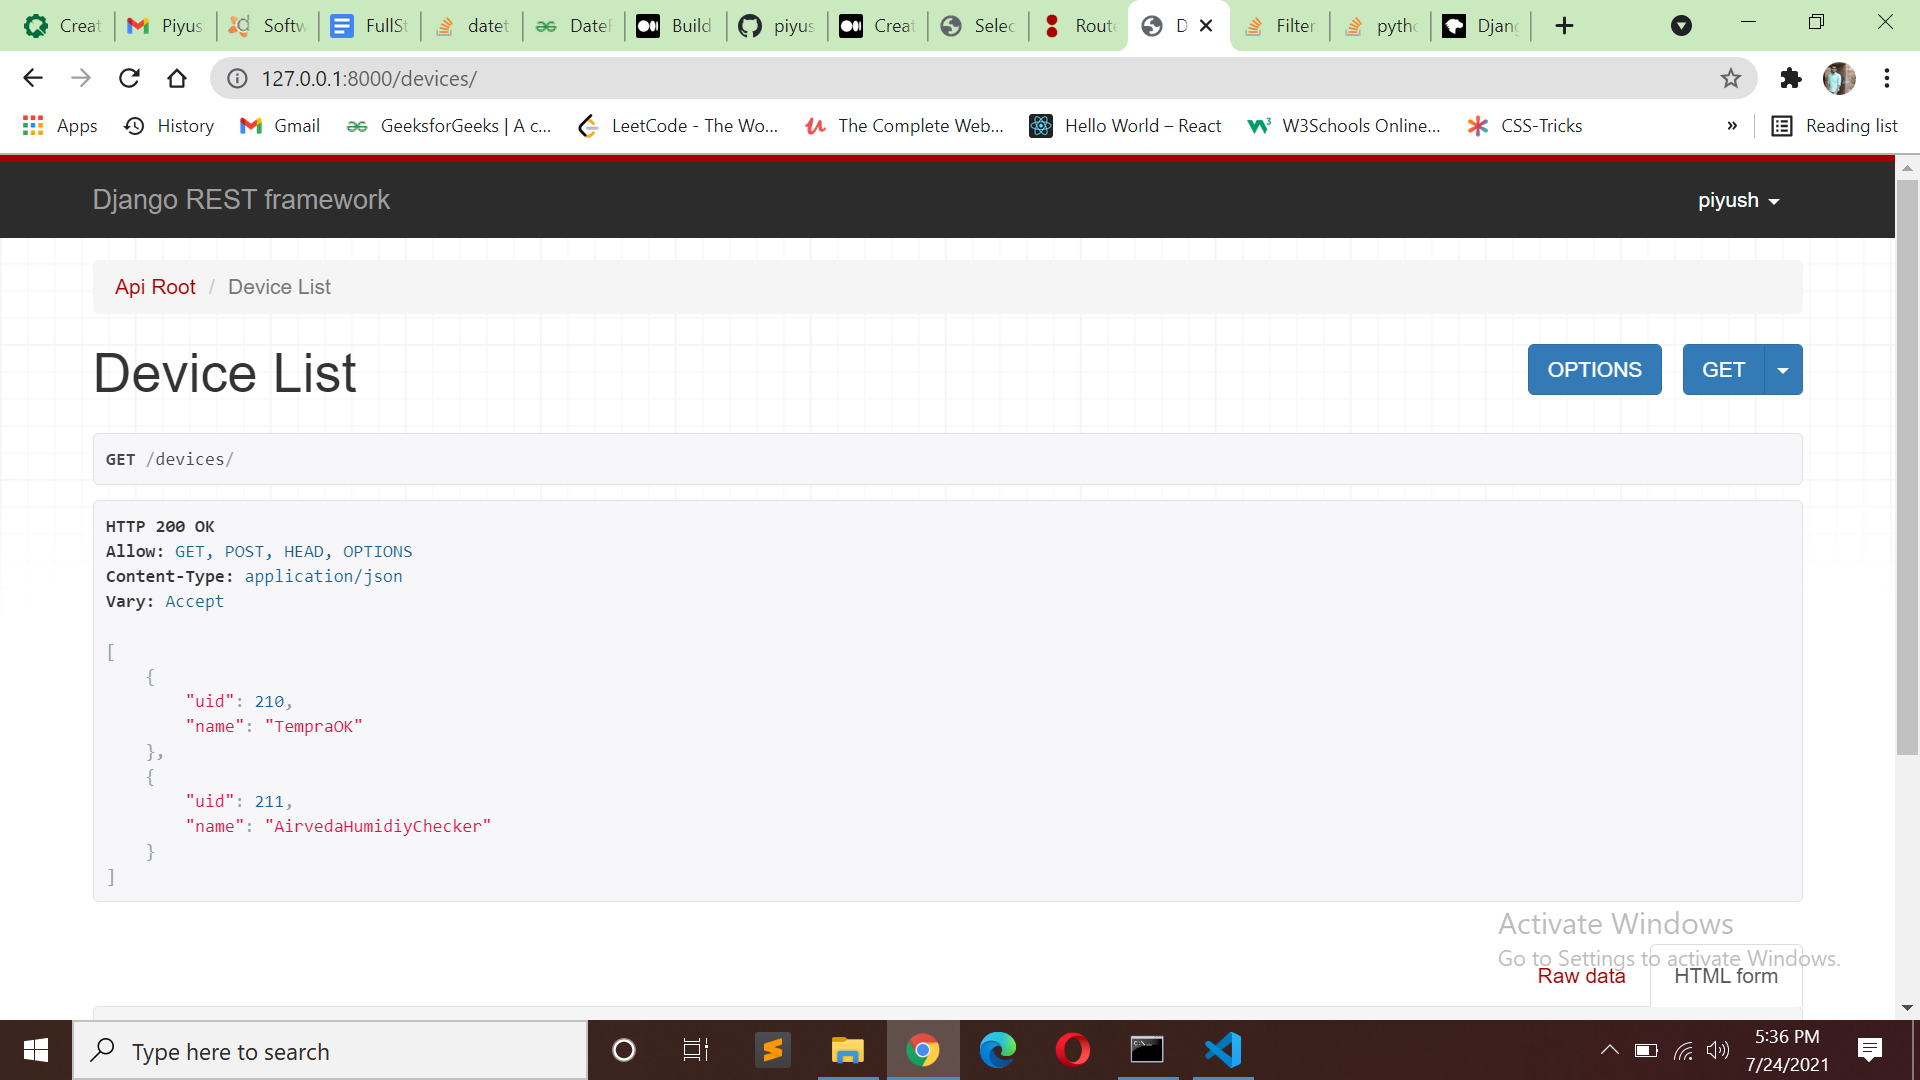 Creat
Piyus
Softw
FullSt
datet
Build
piyus
Creat
Selec
Route
D
Filter
pytho
Djang
127.0.0.1:8000/devices/
Apps
History
Gmail
GeeksforGeeks | A c...
LeetCode - The Wo...
The Complete Web...
Hello World – React
W3Schools Online...
CSS-Tricks
»
Reading list
Django REST framework
piyush
Api Root / Device List
Device List
OPTIONS
GET
GET /devices/
HTTP 200 OK
Allow: GET, POST, HEAD, OPTIONS
Content-Type: application/json
Vary: Accept
[
{
"uid": 210,
"name": "TempraOK"
},
{
"uid": 211,
"name": "AirvedaHumidiyChecker"
}
]
Activate Windows
Go to Settings to activate Windows.
Raw data
HTML form
Type here to search
5:36 PM
7/24/2021